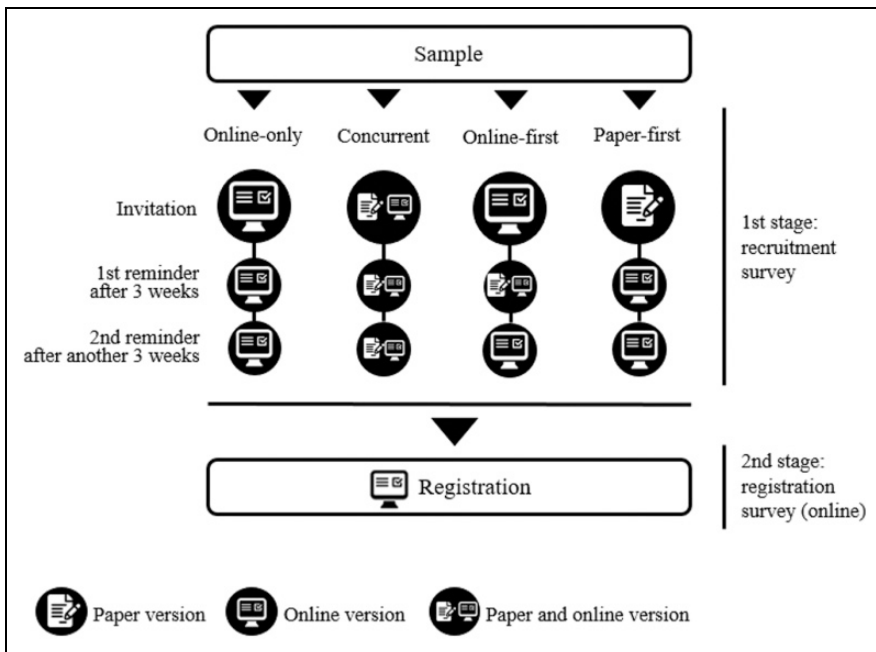 Sample
Online-only
Concurrent
Online-first
Paper-first
Invitation
1st reminder
after 3 weeks
2nd reminder
after another 3 weeks
1st stage:
recruitment
survey
Registration
2nd stage:
registration
survey (online)
Paper version
Online version
Paper and online version